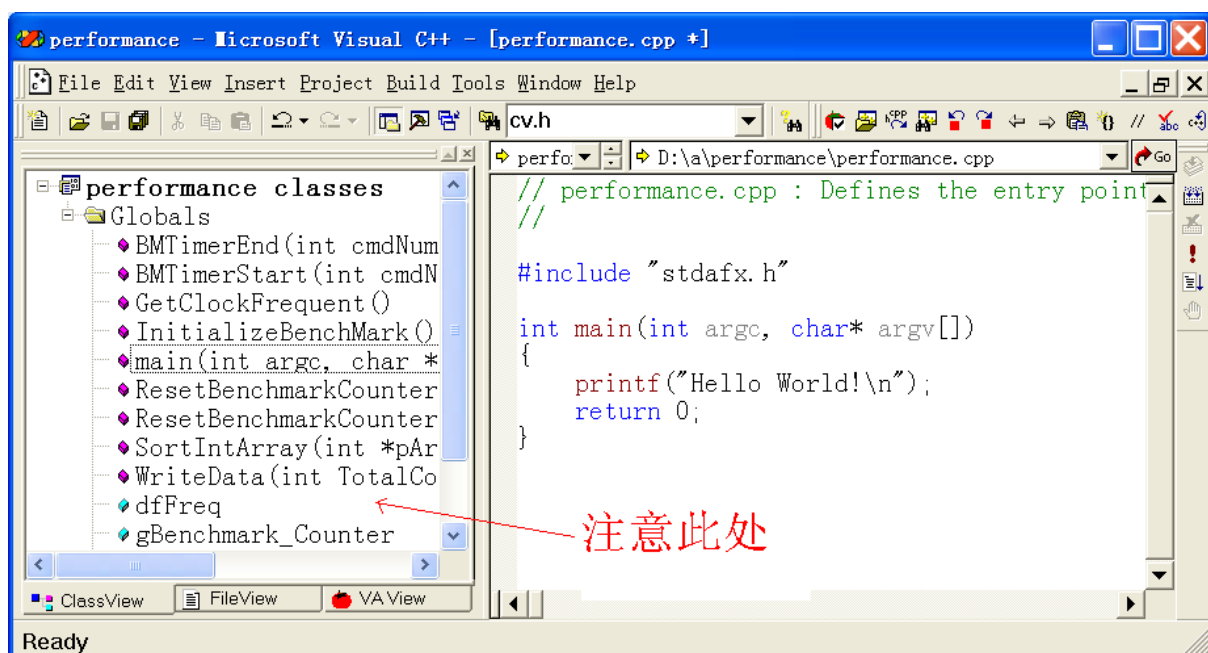 performance - Microsoft Visual C++ - [performance.cpp *]
File Edit View Insert Project Build Tools Window Help
cv.h
perfo: D:\a\performance\performance.cpp Go
performance classes
Globals
BMTimerEnd(int cmdNum
BMTimerStart(int cmdN
GetClockFrequent()
InitializeBenchMark()
main(int argc, char *
ResetBenchmarkCounter
ResetBenchmarkCounter
SortIntArray(int *pAr
WriteData(int TotalCo
dfFreq
gBenchmark_Counter
ClassView FileView VA View
// performance.cpp : Defines the entry point
//
#include "stdafx.h"
int main(int argc, char* argv[])
{
printf("Hello World!\n");
return 0;
}
注意此处
Ready